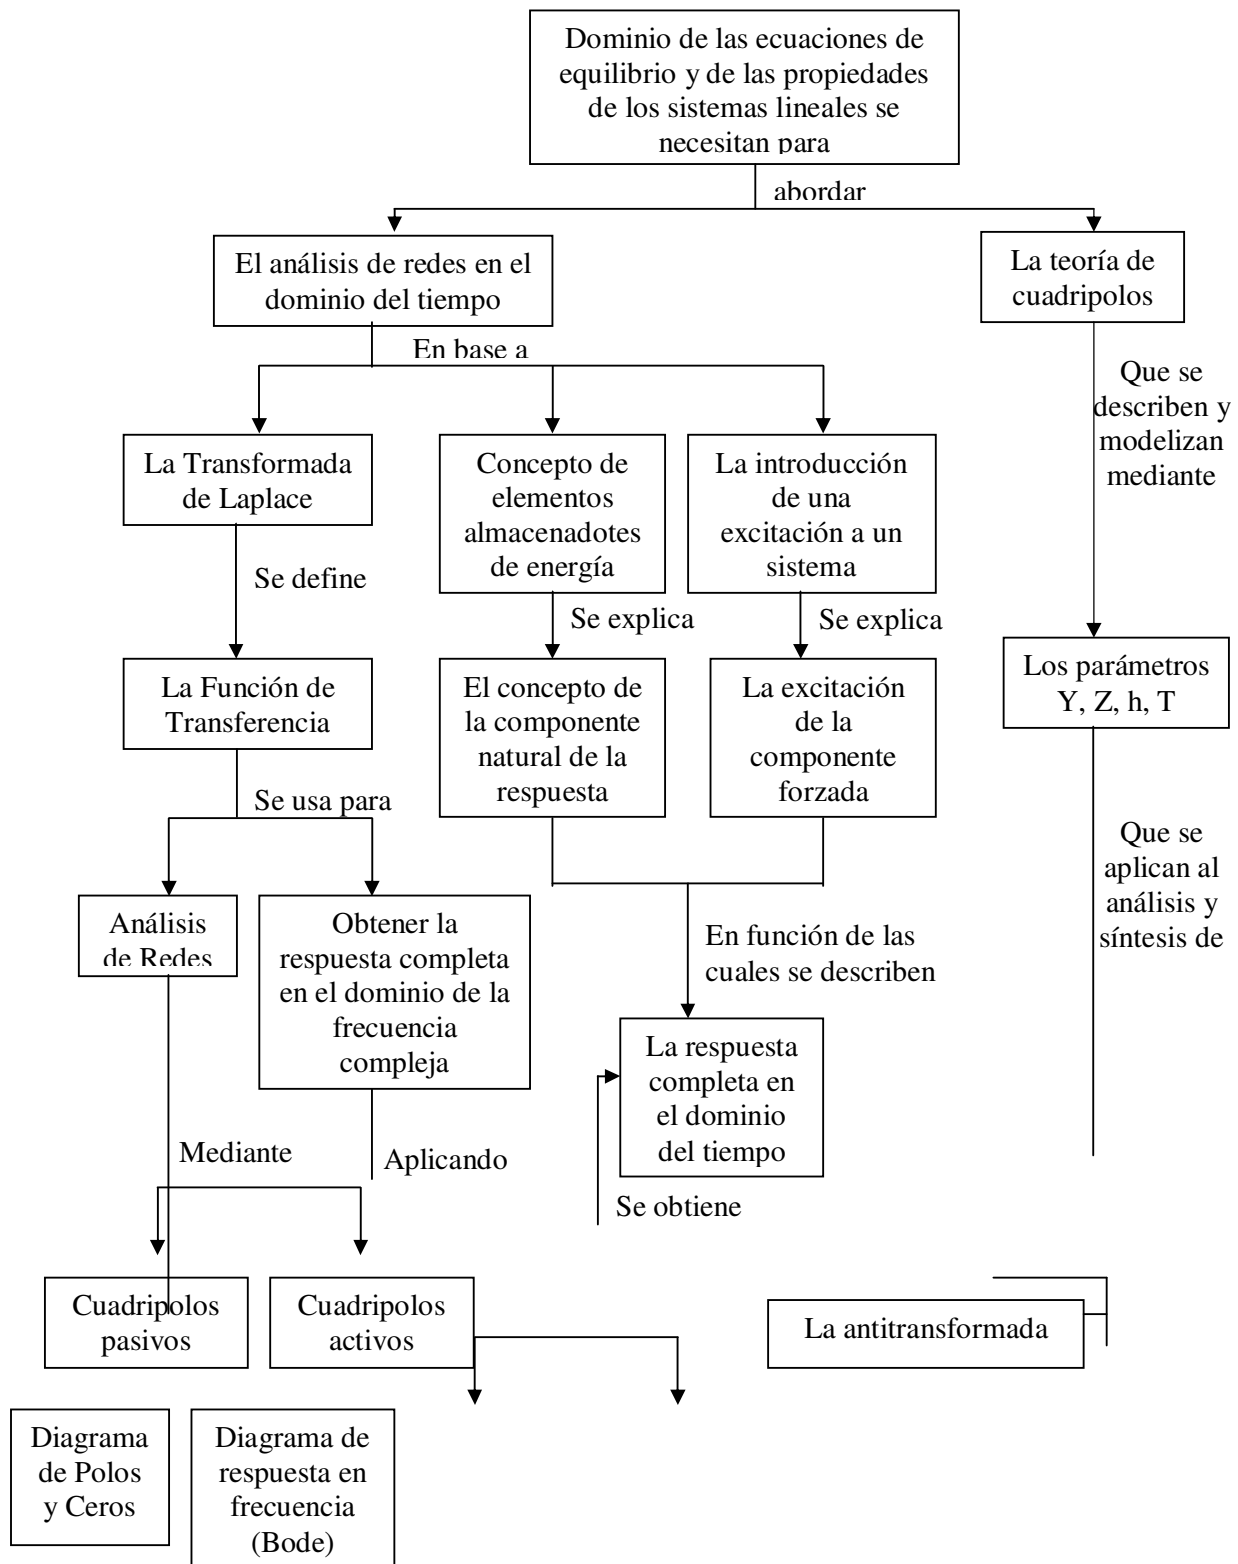 Dominio de las ecuaciones de
equilibrio y de las propiedades
de los sistemas lineales se
necesitan para
abordar
El análisis de redes en el
dominio del tiempo
La teoría de
cuadripolos
En base a
Que se
describen y
modelizan
mediante
La Transformada
de Laplace
Concepto de
elementos
almacenadotes
de energía
La introducción
de una
excitación a un
sistema
Se define
Se explica
Se explica
La Función de
Transferencia
El concepto de
la componente
natural de la
respuesta
La excitación
de la
componente
forzada
Los parámetros
Y, Z, h, T
Se usa para
Que se
aplican al
análisis y
síntesis de
Análisis
de Redes
Obtener la
respuesta completa
en el dominio de la
frecuencia
compleja
En función de las
cuales se describen
La respuesta
completa en
el dominio
del tiempo
Mediante
Aplicando
Se obtiene
Cuadripolos
pasivos
Cuadripolos
activos
La antitransformada
Diagrama
de Polos
y Ceros
Diagrama de
respuesta en
frecuencia
(Bode)